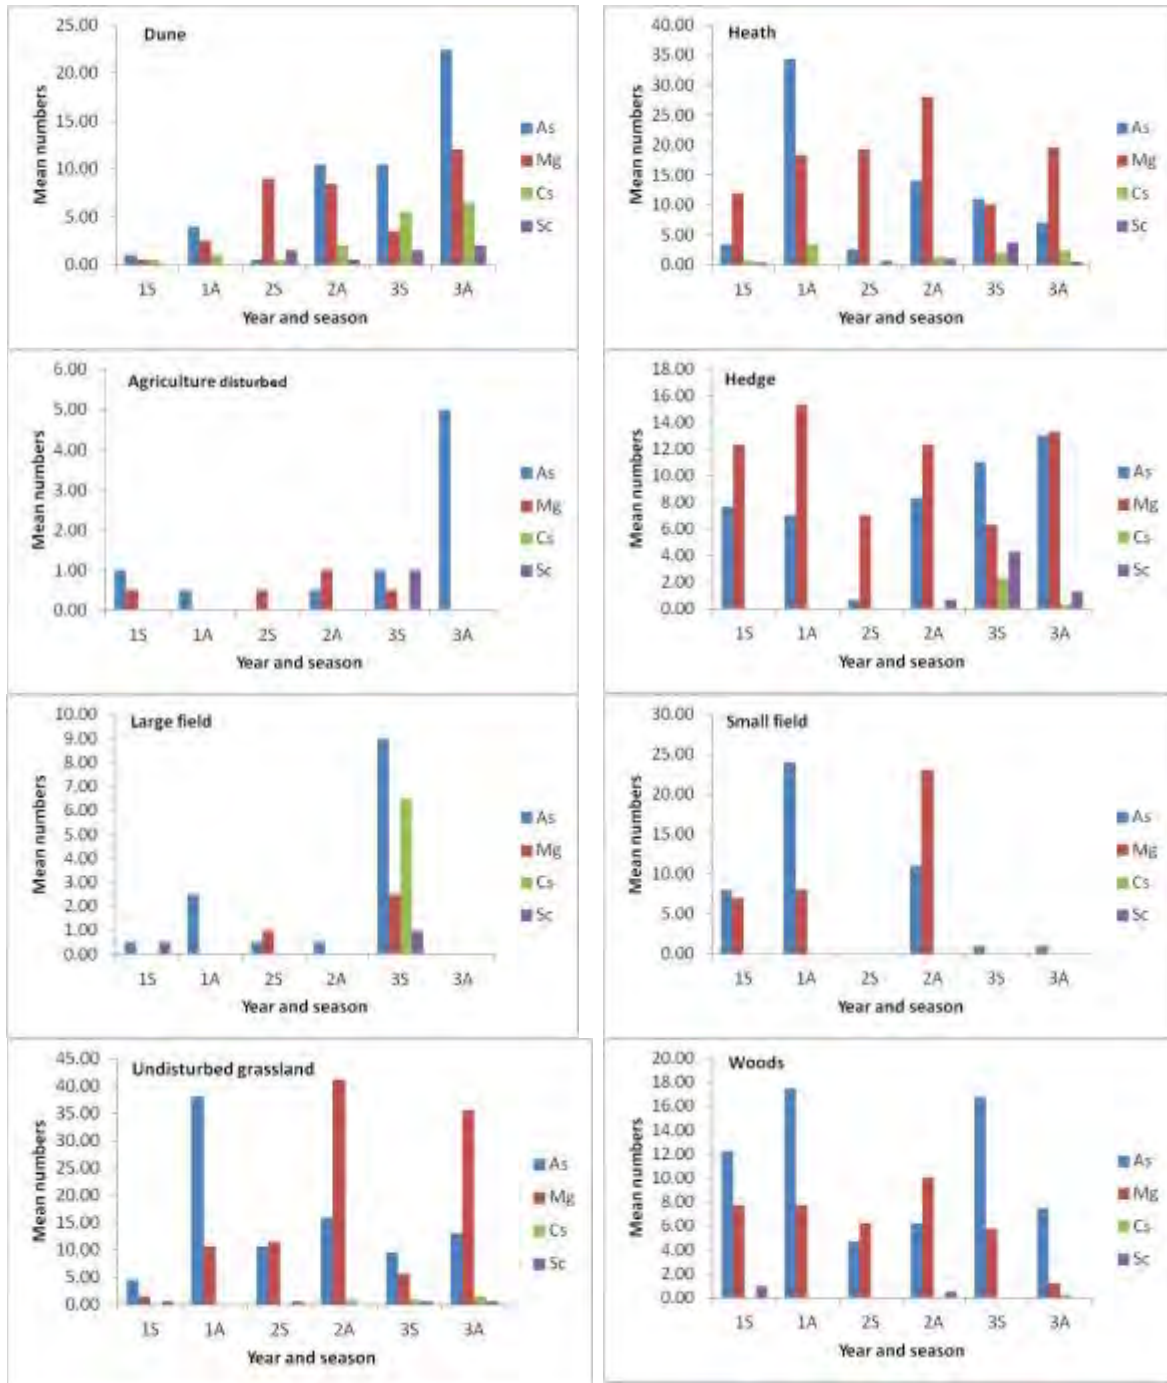 Dune
Mean numbers
25.00
20.00
15.00
10.00
5.00
0.00
1S 1A 2S 2A 3S 3A
Year and season
As
Mg
Cs
Sc
Heath
Mean numbers
40.00
35.00
30.00
25.00
20.00
15.00
10.00
5.00
0.00
1S 1A 2S 2A 3S 3A
Year and season
As
Mg
Cs
Sc
Agriculture disturbed
Mean numbers
6.00
5.00
4.00
3.00
2.00
1.00
0.00
1S 1A 2S 2A 3S 3A
Year and season
As
Mg
Cs
Sc
Hedge
Mean numbers
18.00
16.00
14.00
12.00
10.00
8.00
6.00
4.00
2.00
0.00
1S 1A 2S 2A 3S 3A
Year and season
As
Mg
Cs
Sc
Large field
Mean numbers
10.00
9.00
8.00
7.00
6.00
5.00
4.00
3.00
2.00
1.00
0.00
1S 1A 2S 2A 3S 3A
Year and season
As
Mg
Cs
Sc
Small field
Mean numbers
30.00
25.00
20.00
15.00
10.00
5.00
0.00
1S 1A 2S 2A 3S 3A
Year and season
As
Mg
Cs
Sc
Undisturbed grassland
Mean numbers
45.00
40.00
35.00
30.00
25.00
20.00
15.00
10.00
5.00
0.00
1S 1A 2S 2A 3S 3A
Year and season
As
Mg
Cs
Sc
Woods
Mean numbers
20.00
18.00
16.00
14.00
12.00
10.00
8.00
6.00
4.00
2.00
0.00
1S 1A 2S 2A 3S 3A
Year and season
As
Mg
Cs
Sc